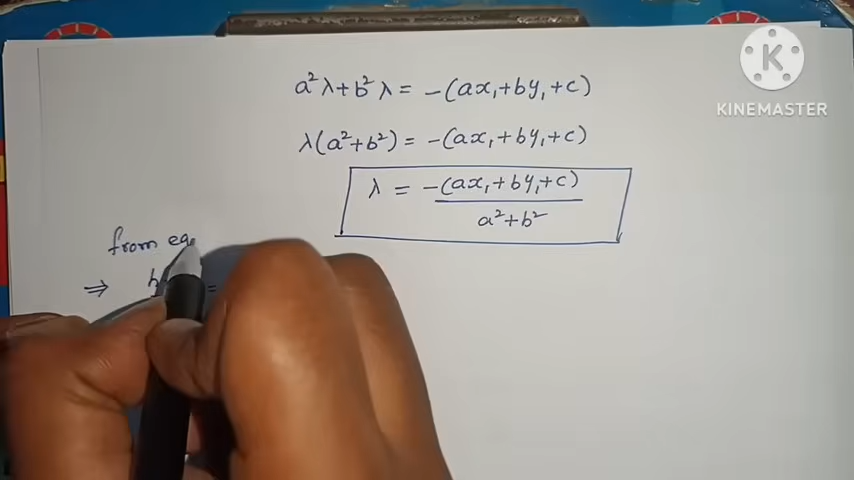 a²λ+b²λ = -(ax₁+by₁+c)
λ(a²+b²) = -(ax₁+by₁+c)
λ = -(ax₁+by₁+c) / a²+b²
from eq
⇒ h =
KINEMASTER